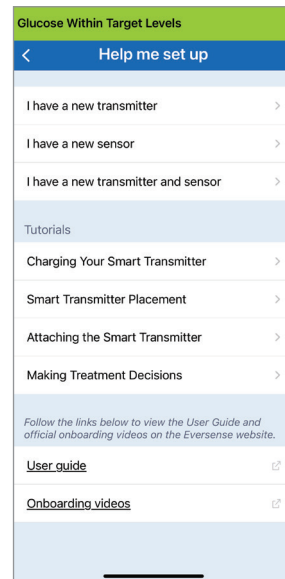 Glucose Within Target Levels
Help me set up
I have a new transmitter
I have a new sensor
I have a new transmitter and sensor
Tutorials
Charging Your Smart Transmitter
Smart Transmitter Placement
Attaching the Smart Transmitter
Making Treatment Decisions
Follow the links below to view the User Guide and
official onboarding videos on the Eversense website.
User guide
Onboarding videos